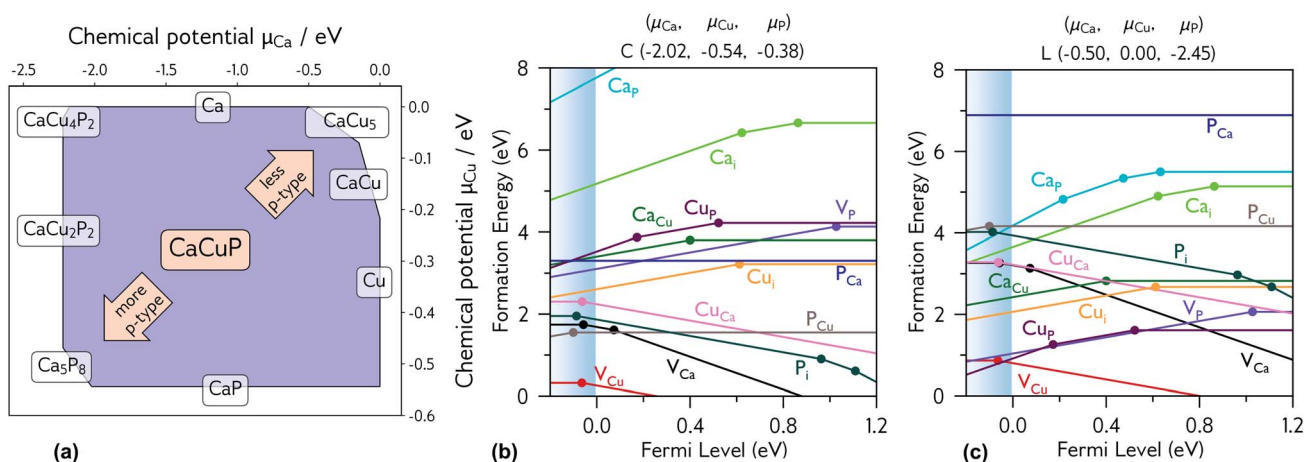 Chemical potential μCa / eV
-2.5 -2.0 -1.5 -1.0 -0.5 0.0
Ca
CaCu4P2
CaCu5
less
p-type
CaCu
CaCu2P2
CaCuP
Cu
more
p-type
Ca5P8
CaP
0.0
-0.1
-0.2
-0.3
-0.4
-0.5
-0.6
Chemical potential μCu / eV
(a)
(μCa, μCu, μP)
C (-2.02, -0.54, -0.38)
Formation Energy (eV)
8
6
4
2
0
CaP
Cai
CaCu
CuP
VP
PCa
Cui
CuCa
PCu
VCu
VCa
Pi
0.0 0.4 0.8 1.2
Fermi Level (eV)
(b)
(μCa, μCu, μP)
L (-0.50, 0.00, -2.45)
Formation Energy (eV)
8
6
4
2
0
PCa
CaP
Cai
PCu
Pi
CuCa
CaCu
Cui
VP
CuP
VCa
VCu
0.0 0.4 0.8 1.2
Fermi Level (eV)
(c)